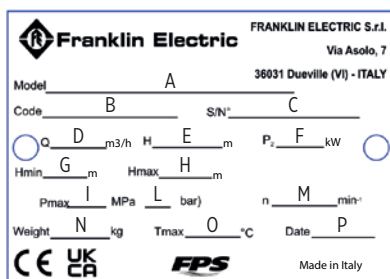 Franklin Electric
FRANKLIN ELECTRIC S.r.l.
Via Asolo, 7
36031 Dueville (VI) - ITALY
Model A
Code B S/N° C
Q D m3/h H E m P₂ F kW
Hmin G m Hmax H m
Pmax I MPa L bar) n M min⁻¹
Weight N kg Tmax O °C Date P
CE UK CA FPS Made in Italy